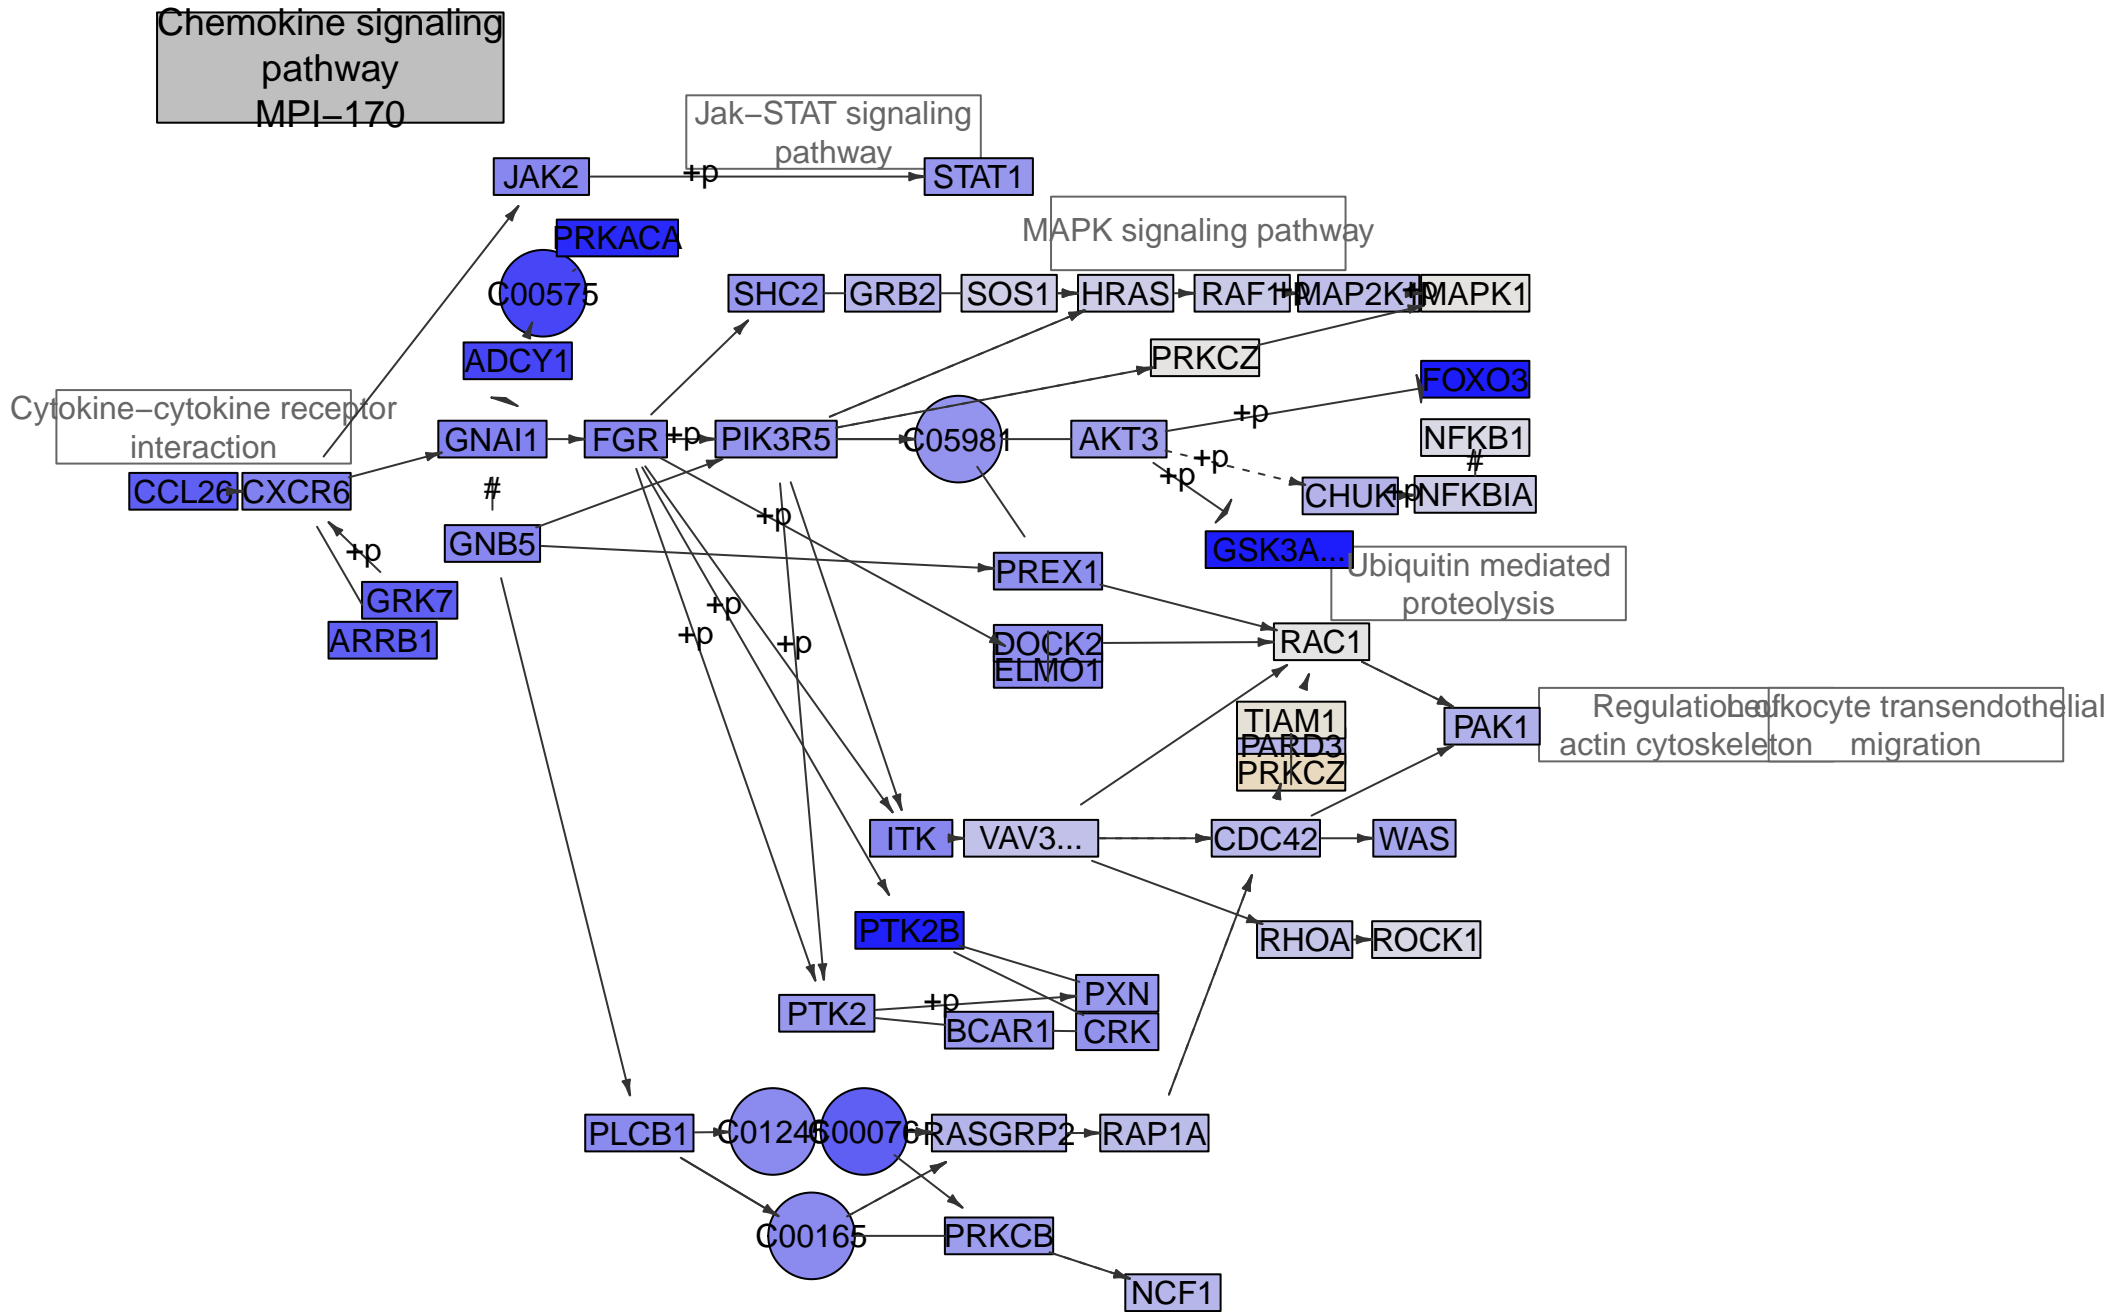 Chemokine signaling
pathway
MPI−170
Jak−STAT signaling
pathway
JAK2
+p
STAT1
PRKACA
MAPK signaling pathway
C00575
SHC2
GRB2
SOS1
HRAS
RAF1
+p
MAP2K1
+p
MAPK1
ADCY1
PRKCZ
FOXO3
Cytokine−cytokine receptor
interaction
+p
GNAI1
FGR
+p
PIK3R5
C05981
AKT3
NFKB1
+p
#
CCL26
CXCR6
#
+p
CHUK
+p
NFKBIA
+p
GNB5
+p
GSK3A...
PREX1
Ubiquitin mediated
proteolysis
GRK7
+p
ARRB1
+p
+p
DOCK2
ELMO1
RAC1
TIAM1
PARD3
PRKCZ
PAK1
Regulation of
actin cytoskeleton
Leukocyte transendothelial
migration
ITK
VAV3...
CDC42
WAS
PTK2B
RHOA
ROCK1
PTK2
+p
PXN
BCAR1
CRK
PLCB1
C01245
C00076
RASGRP2
RAP1A
C00165
PRKCB
NCF1